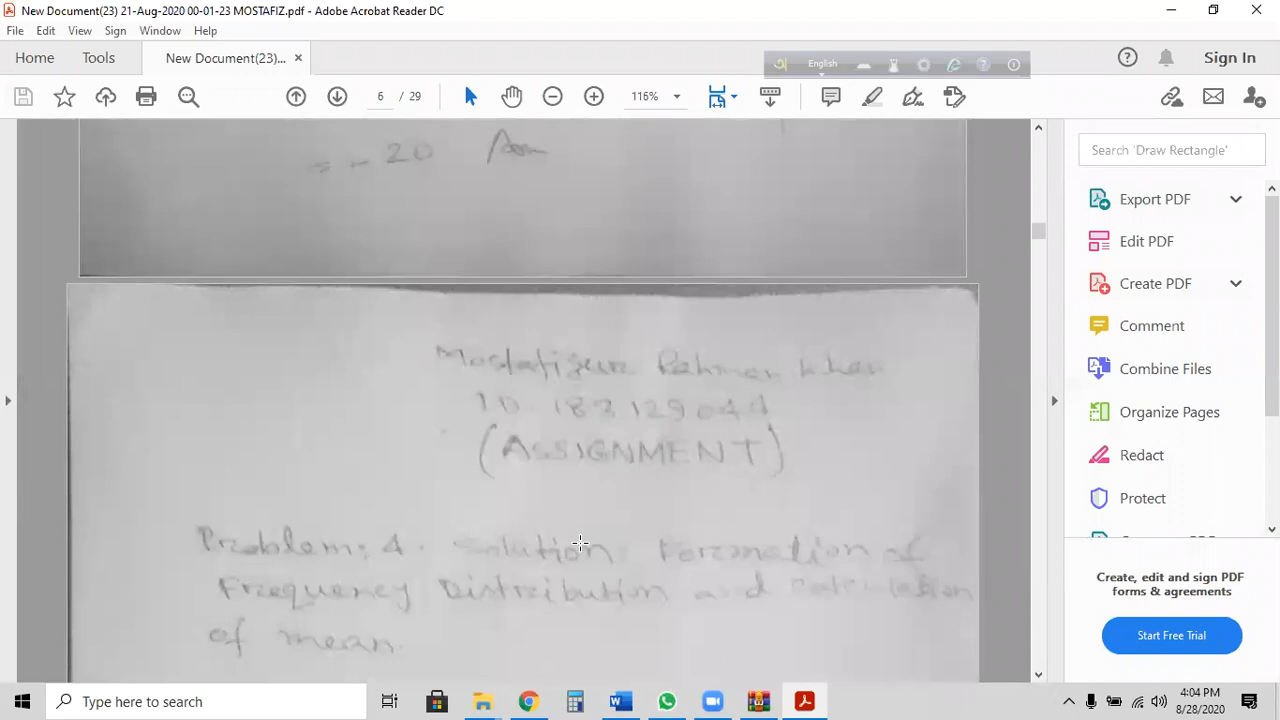 New Document(23) 21-Aug-2020 00-01-23 MOSTAFIZ.pdf - Adobe Acrobat Reader DC
File Edit View Sign Window Help
Home Tools New Document(23)... × English Sign In
6 / 29 116%
Search 'Draw Rectangle'
Export PDF
Edit PDF
Create PDF
Comment
Combine Files
Organize Pages
Redact
Protect
Create, edit and sign PDF
forms & agreements
Start Free Trial
= - 20
Mostafizur Rahman Khan
ID. 182129044
(ASSIGNMENT)
Problem: 4. Solution: Formation of
Frequency Distribution and calculation
of mean.
Type here to search
4:04 PM
8/28/2020